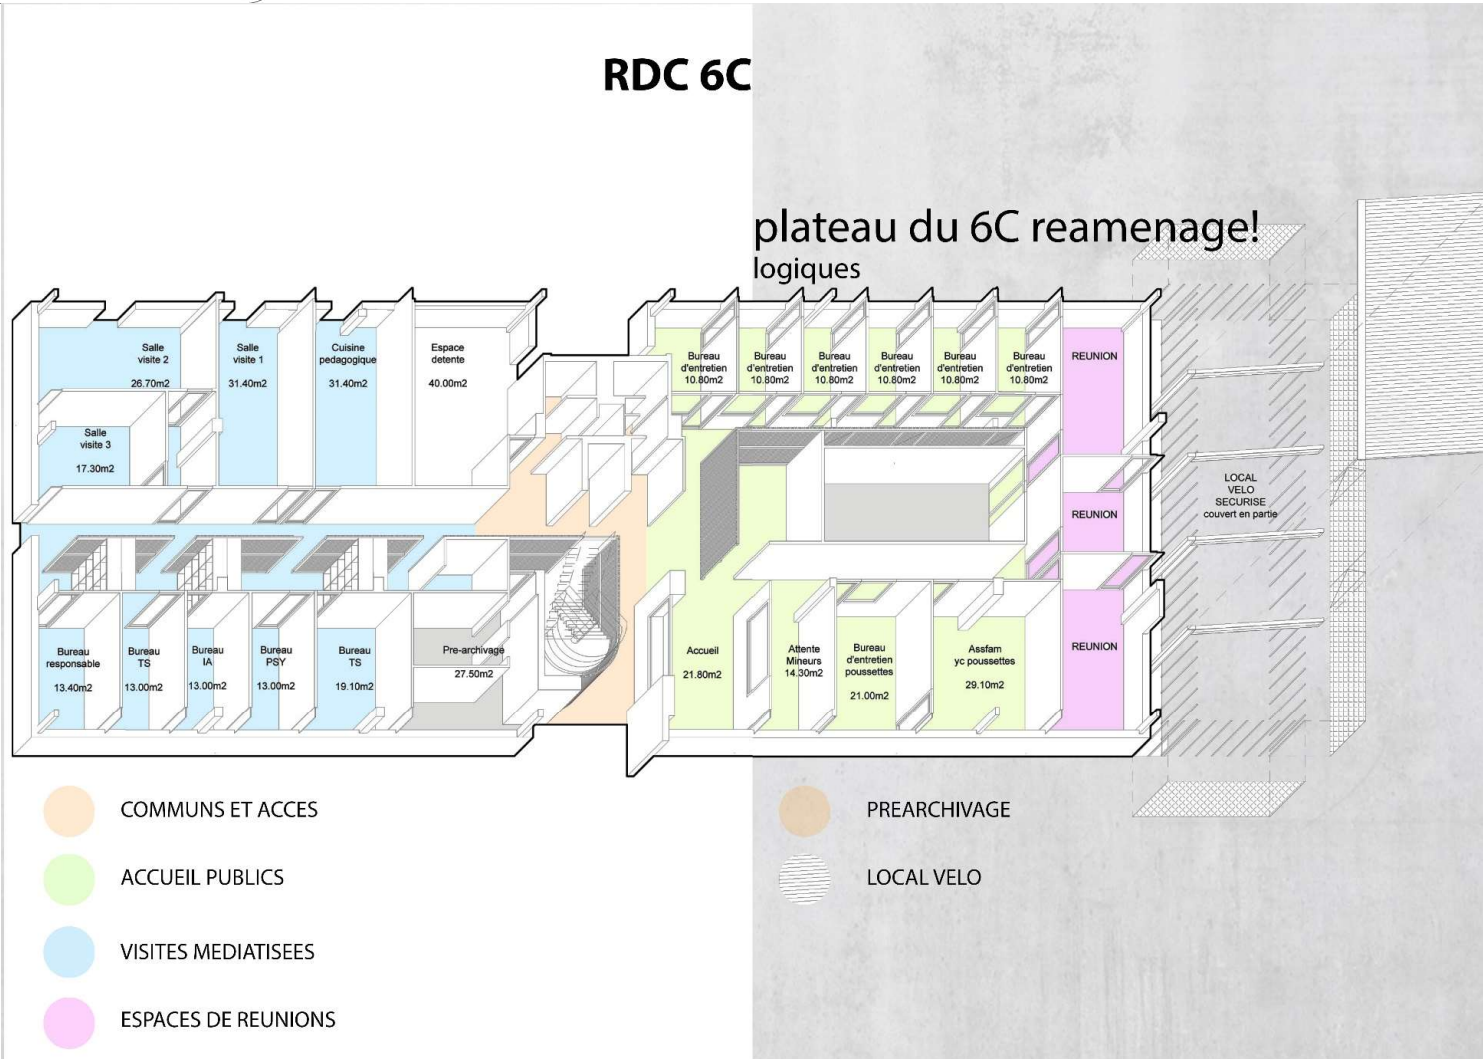 RDC 6C
plateau du 6C reamenage!
logiques
Salle
visite 2
26.70m2
Salle
visite 1
31.40m2
Cuisine
pedagogique
31.40m2
Espace
detente
40.00m2
Bureau
d'entretien
10.80m2
Bureau
d'entretien
10.80m2
Bureau
d'entretien
10.80m2
Bureau
d'entretien
10.80m2
Bureau
d'entretien
10.80m2
Bureau
d'entretien
10.80m2
REUNION
Salle
visite 3
17.30m2
REUNION
LOCAL
VELO
SECURISE
couvert en partie
Bureau
responsable
13.40m2
Bureau
TS
13.00m2
Bureau
IA
13.00m2
Bureau
PSY
13.00m2
Bureau
TS
19.10m2
Pre-archivage
27.50m2
Accueil
21.80m2
Attente
Mineurs
14.30m2
Bureau
d'entretien
poussettes
21.00m2
Assfam
yc poussettes
29.10m2
REUNION
COMMUNS ET ACCES
ACCUEIL PUBLICS
VISITES MEDIATISEES
ESPACES DE REUNIONS
PREARCHIVAGE
LOCAL VELO